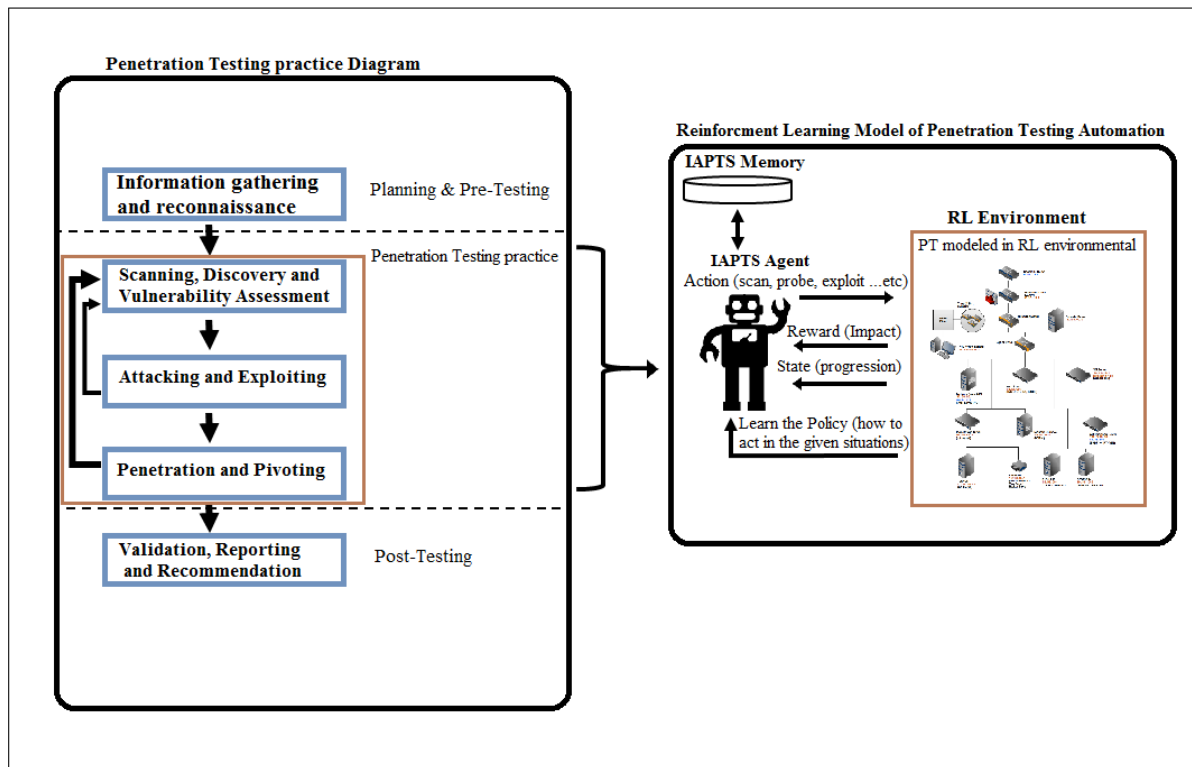 Penetration Testing practice Diagram
Information gathering
and reconnaissance
Planning & Pre-Testing
Penetration Testing practice
Scanning, Discovery and
Vulnerability Assessment
Attacking and Exploiting
Penetration and Pivoting
Validation, Reporting
and Recommendation
Post-Testing
Reinforcment Learning Model of Penetration Testing Automation
IAPTS Memory
IAPTS Agent
Action (scan, probe, exploit ...etc)
Reward (Impact)
State (progression)
Learn the Policy (how to
act in the given situations)
RL Environment
PT modeled in RL environmental